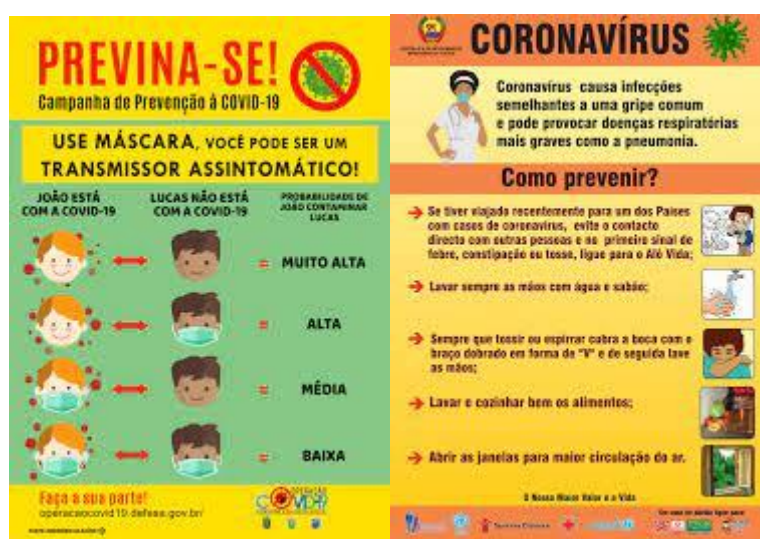 PREVINA-SE!
Campanha de Prevenção à COVID-19
USE MÁSCARA, VOCÊ PODE SER UM
TRANSMISSOR ASSINTOMÁTICO!
JOÃO ESTÁ
COM A COVID-19
LUCAS NÃO ESTÁ
COM A COVID-19
PROBABILIDADE DE
JOÃO CONTAMINAR
LUCAS
= MUITO ALTA
= ALTA
= MÉDIA
= BAIXA
Faça a sua parte!
operacaocovid19.defesa.gov.br
OPERAÇÃO
COVID19
CORONAVÍRUS
Coronavírus causa infecções
semelhantes a uma gripe comum
e pode provocar doenças respiratórias
mais graves como a pneumonia.
Como prevenir?
Se tiver viajado recentemente para um dos Países
com casos de coronavírus, evite o contacto
directo com outras pessoas e no primeiro sinal de
febre, constipação ou tosse, ligue para o Alô Vida;
Lavar sempre as mãos com água e sabão;
Sempre que tossir ou espirrar cubra a boca com o
braço dobrado em forma de "V" e de seguida lave
as mãos;
Lavar e cozinhar bem os alimentos;
Abrir as janelas para maior circulação do ar.
O Nosso Maior Valor é a Vida